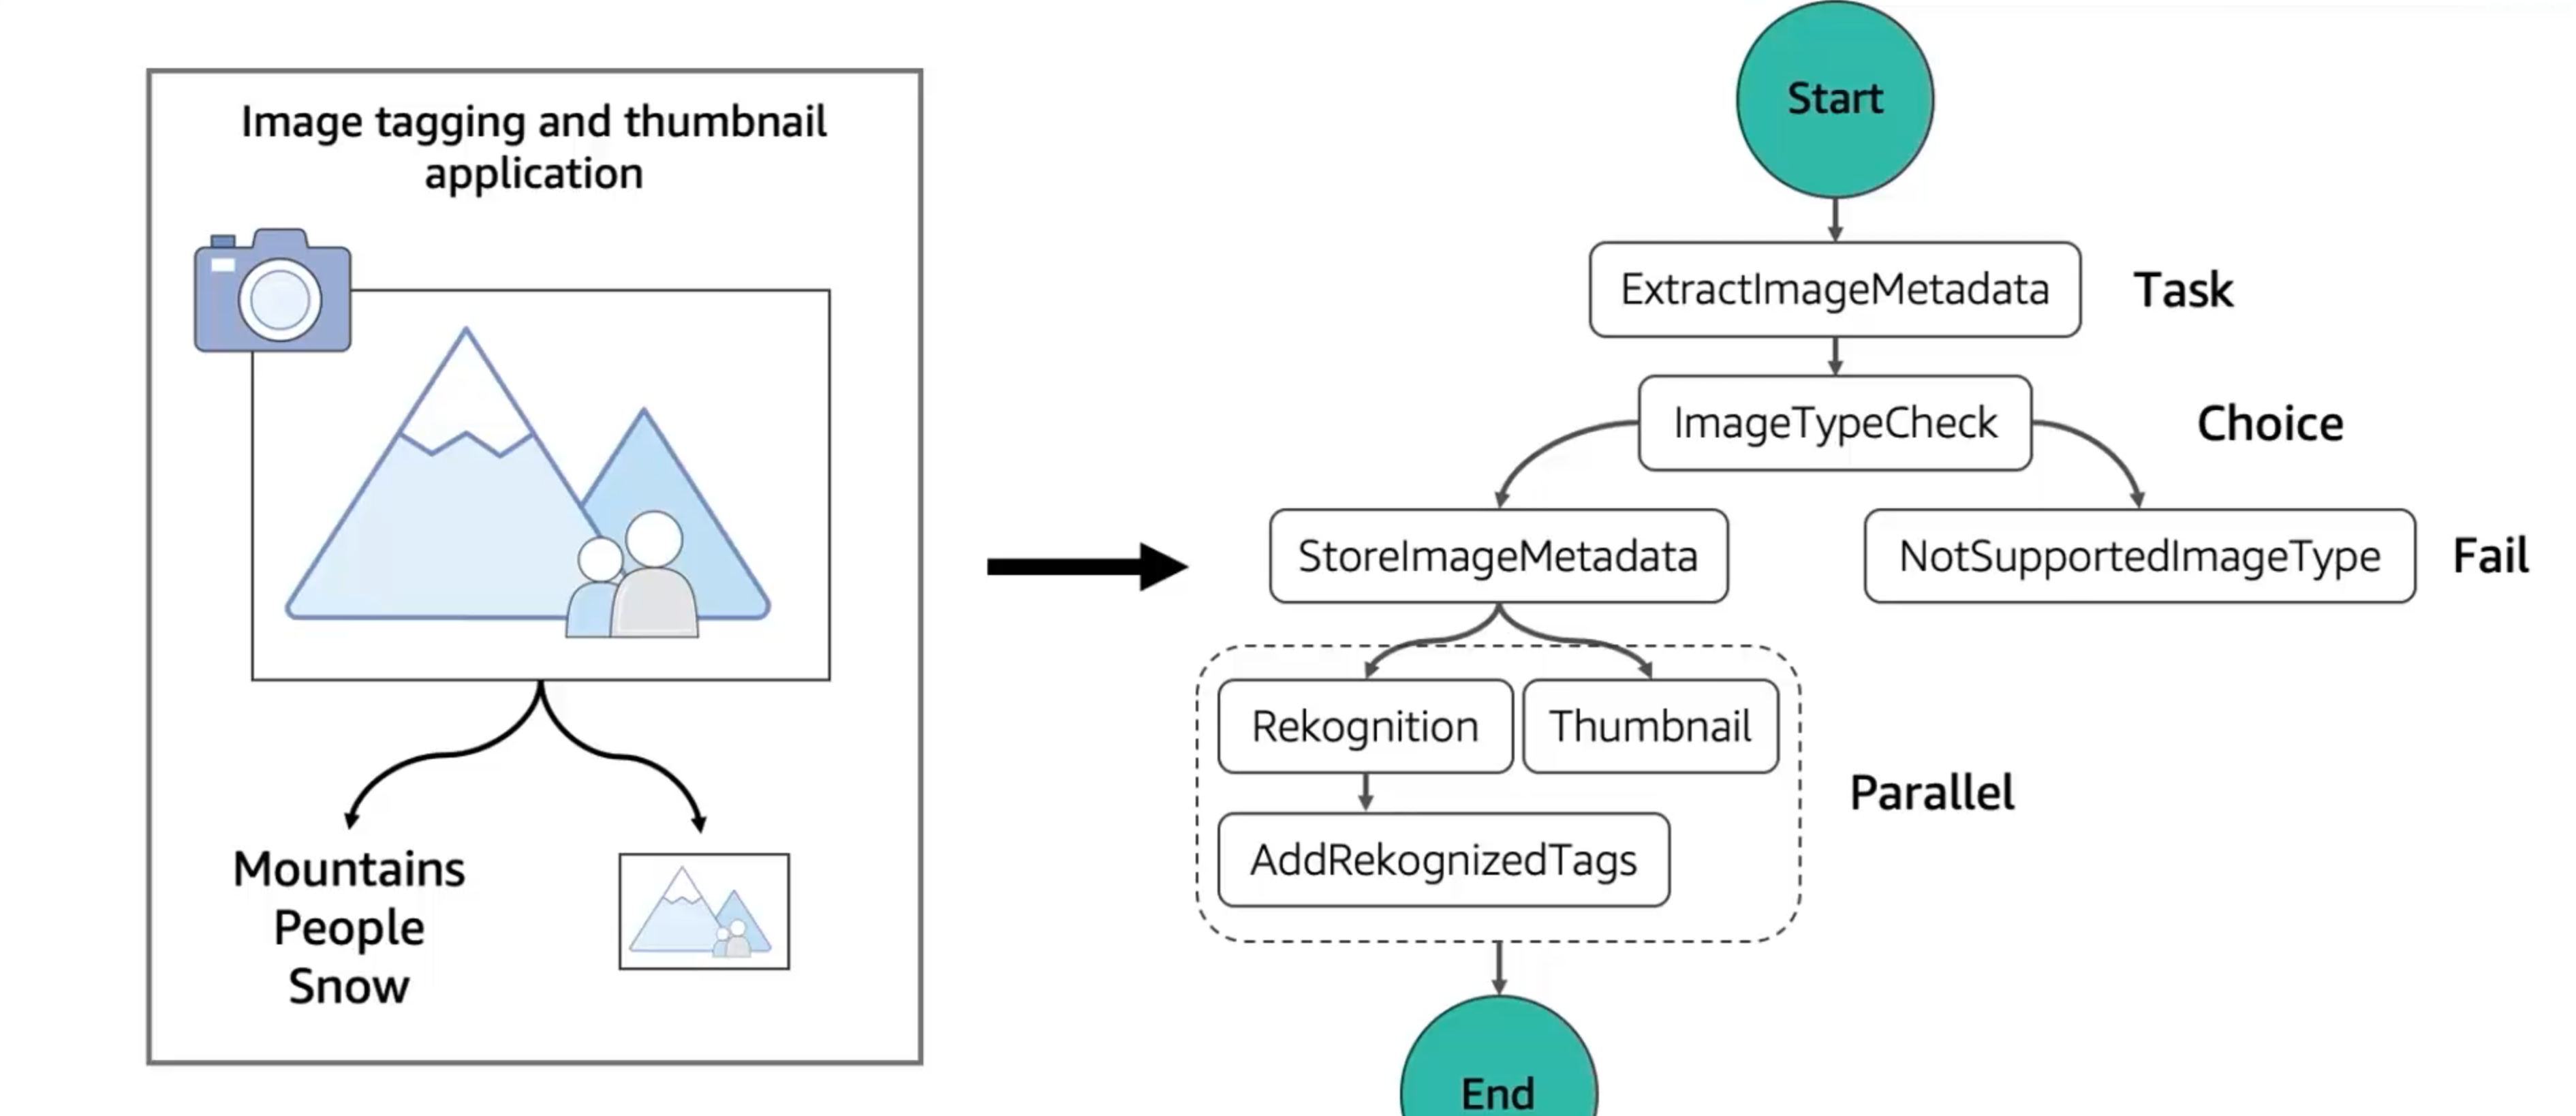 Image tagging and thumbnail
application
Mountains
People
Snow
Start
ExtractImageMetadata
Task
ImageTypeCheck
Choice
StoreImageMetadata
NotSupportedImageType
Fail
Rekognition
Thumbnail
AddRekognizedTags
Parallel
End